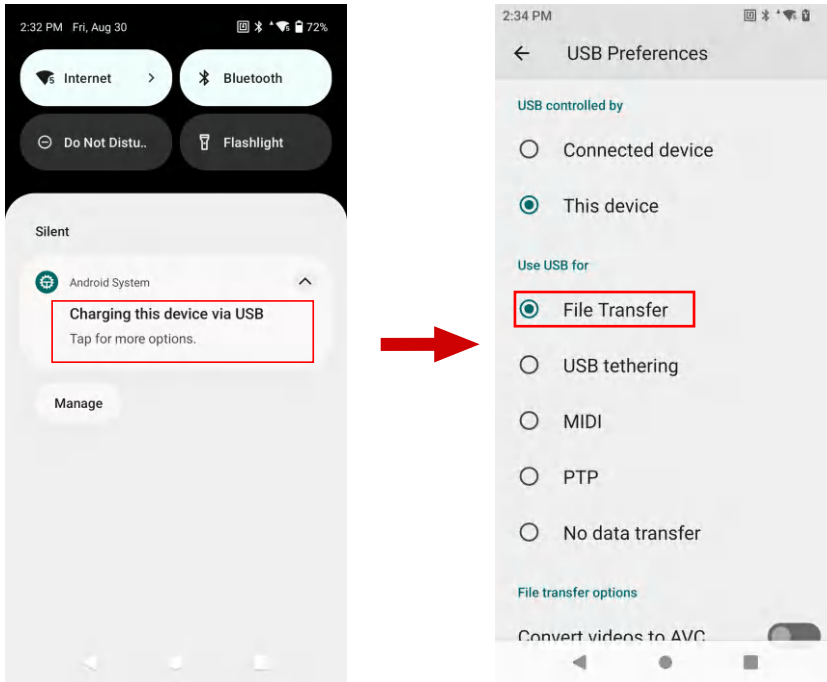 2:32 PM Fri, Aug 30
72%
Internet
Bluetooth
Do Not Distu..
Flashlight
Silent
Android System
Charging this device via USB
Tap for more options.
Manage
2:34 PM
USB Preferences
USB controlled by
Connected device
This device
Use USB for
File Transfer
USB tethering
MIDI
PTP
No data transfer
File transfer options
Convert videos to AVC